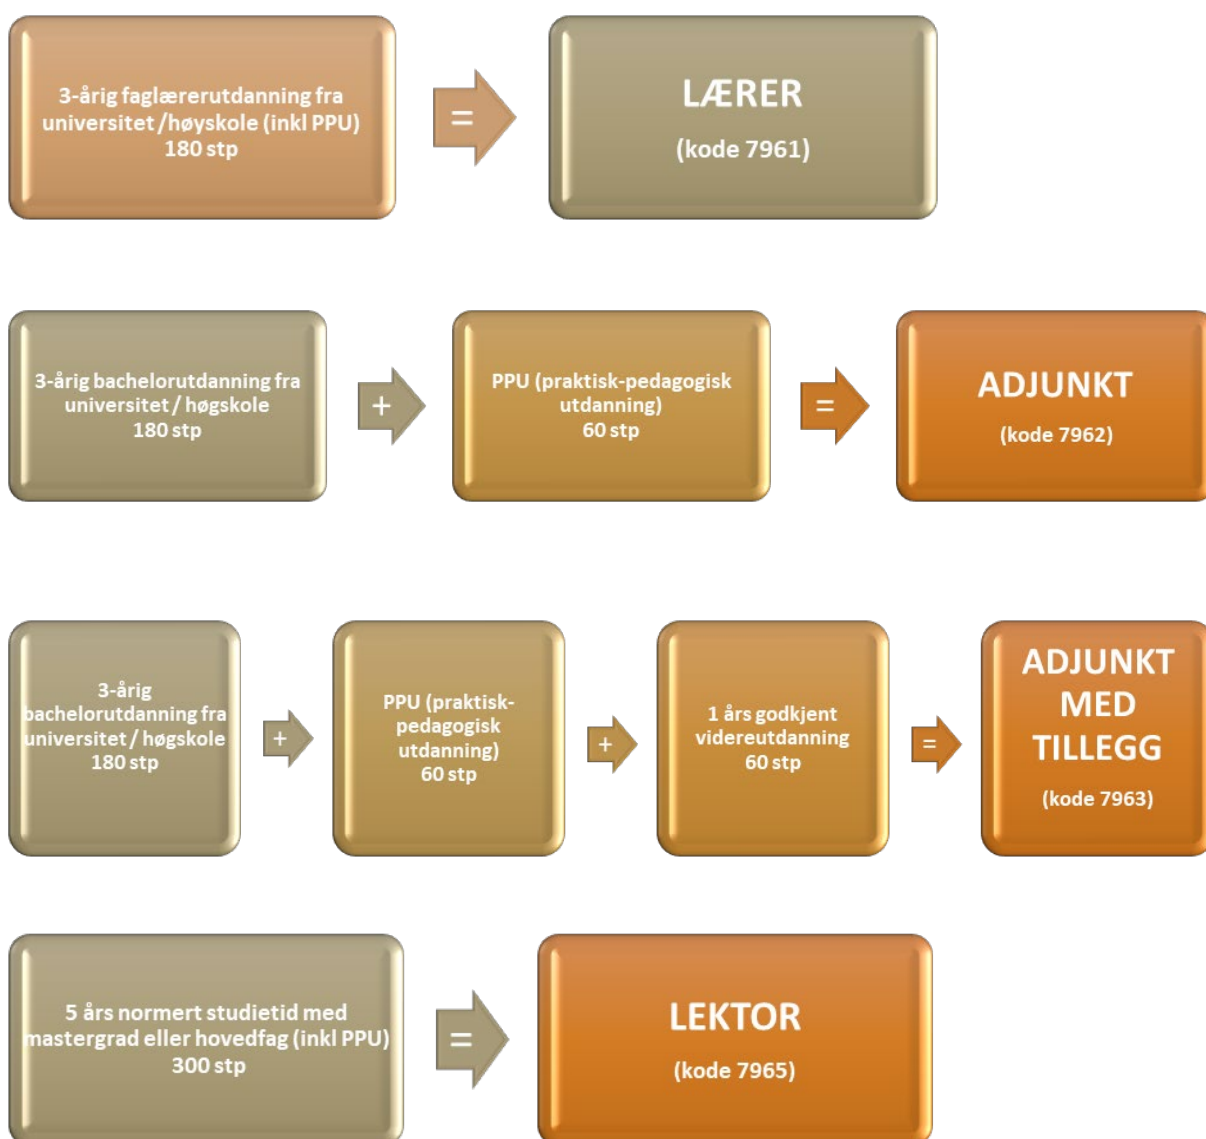 3-årig faglærerutdanning fra
universitet /høyskole (inkl PPU)
180 stp
=
LÆRER
(kode 7961)
3-årig bachelorutdanning fra
universitet / høgskole
180 stp
+
PPU (praktisk-pedagogisk
utdanning)
60 stp
=
ADJUNKT
(kode 7962)
3-årig
bachelorutdanning fra
universitet / høgskole
180 stp
+
PPU (praktisk-
pedagogisk
utdanning)
60 stp
+
1 års godkjent
videreutdanning
60 stp
=
ADJUNKT
MED
TILLEGG
(kode 7963)
5 års normert studietid med
mastergrad eller hovedfag (inkl PPU)
300 stp
=
LEKTOR
(kode 7965)